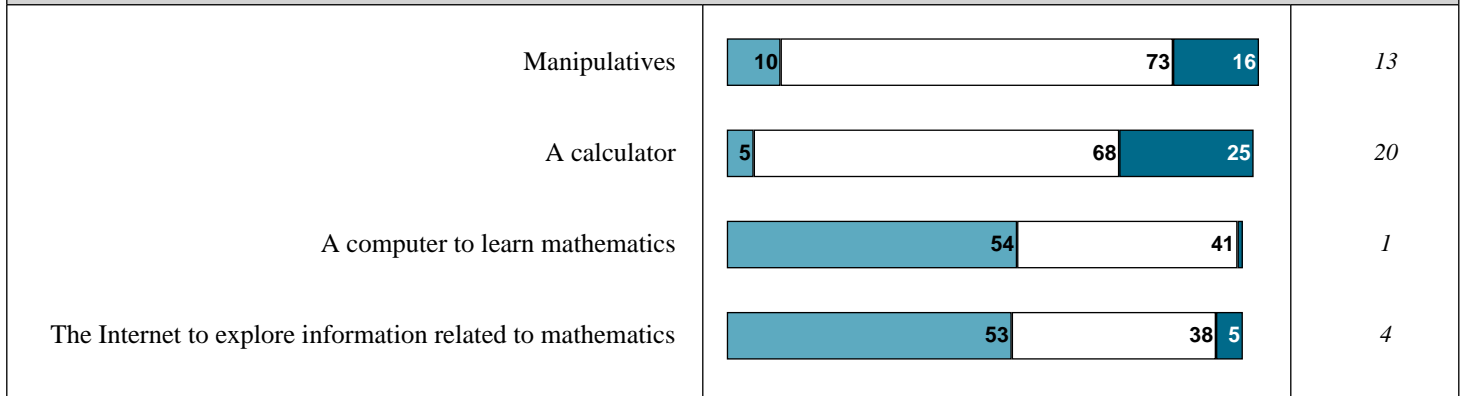 Manipulatives 10 73 16 13
A calculator 5 68 25 20
A computer to learn mathematics 54 41 1
The Internet to explore information related to mathematics 53 38 5 4